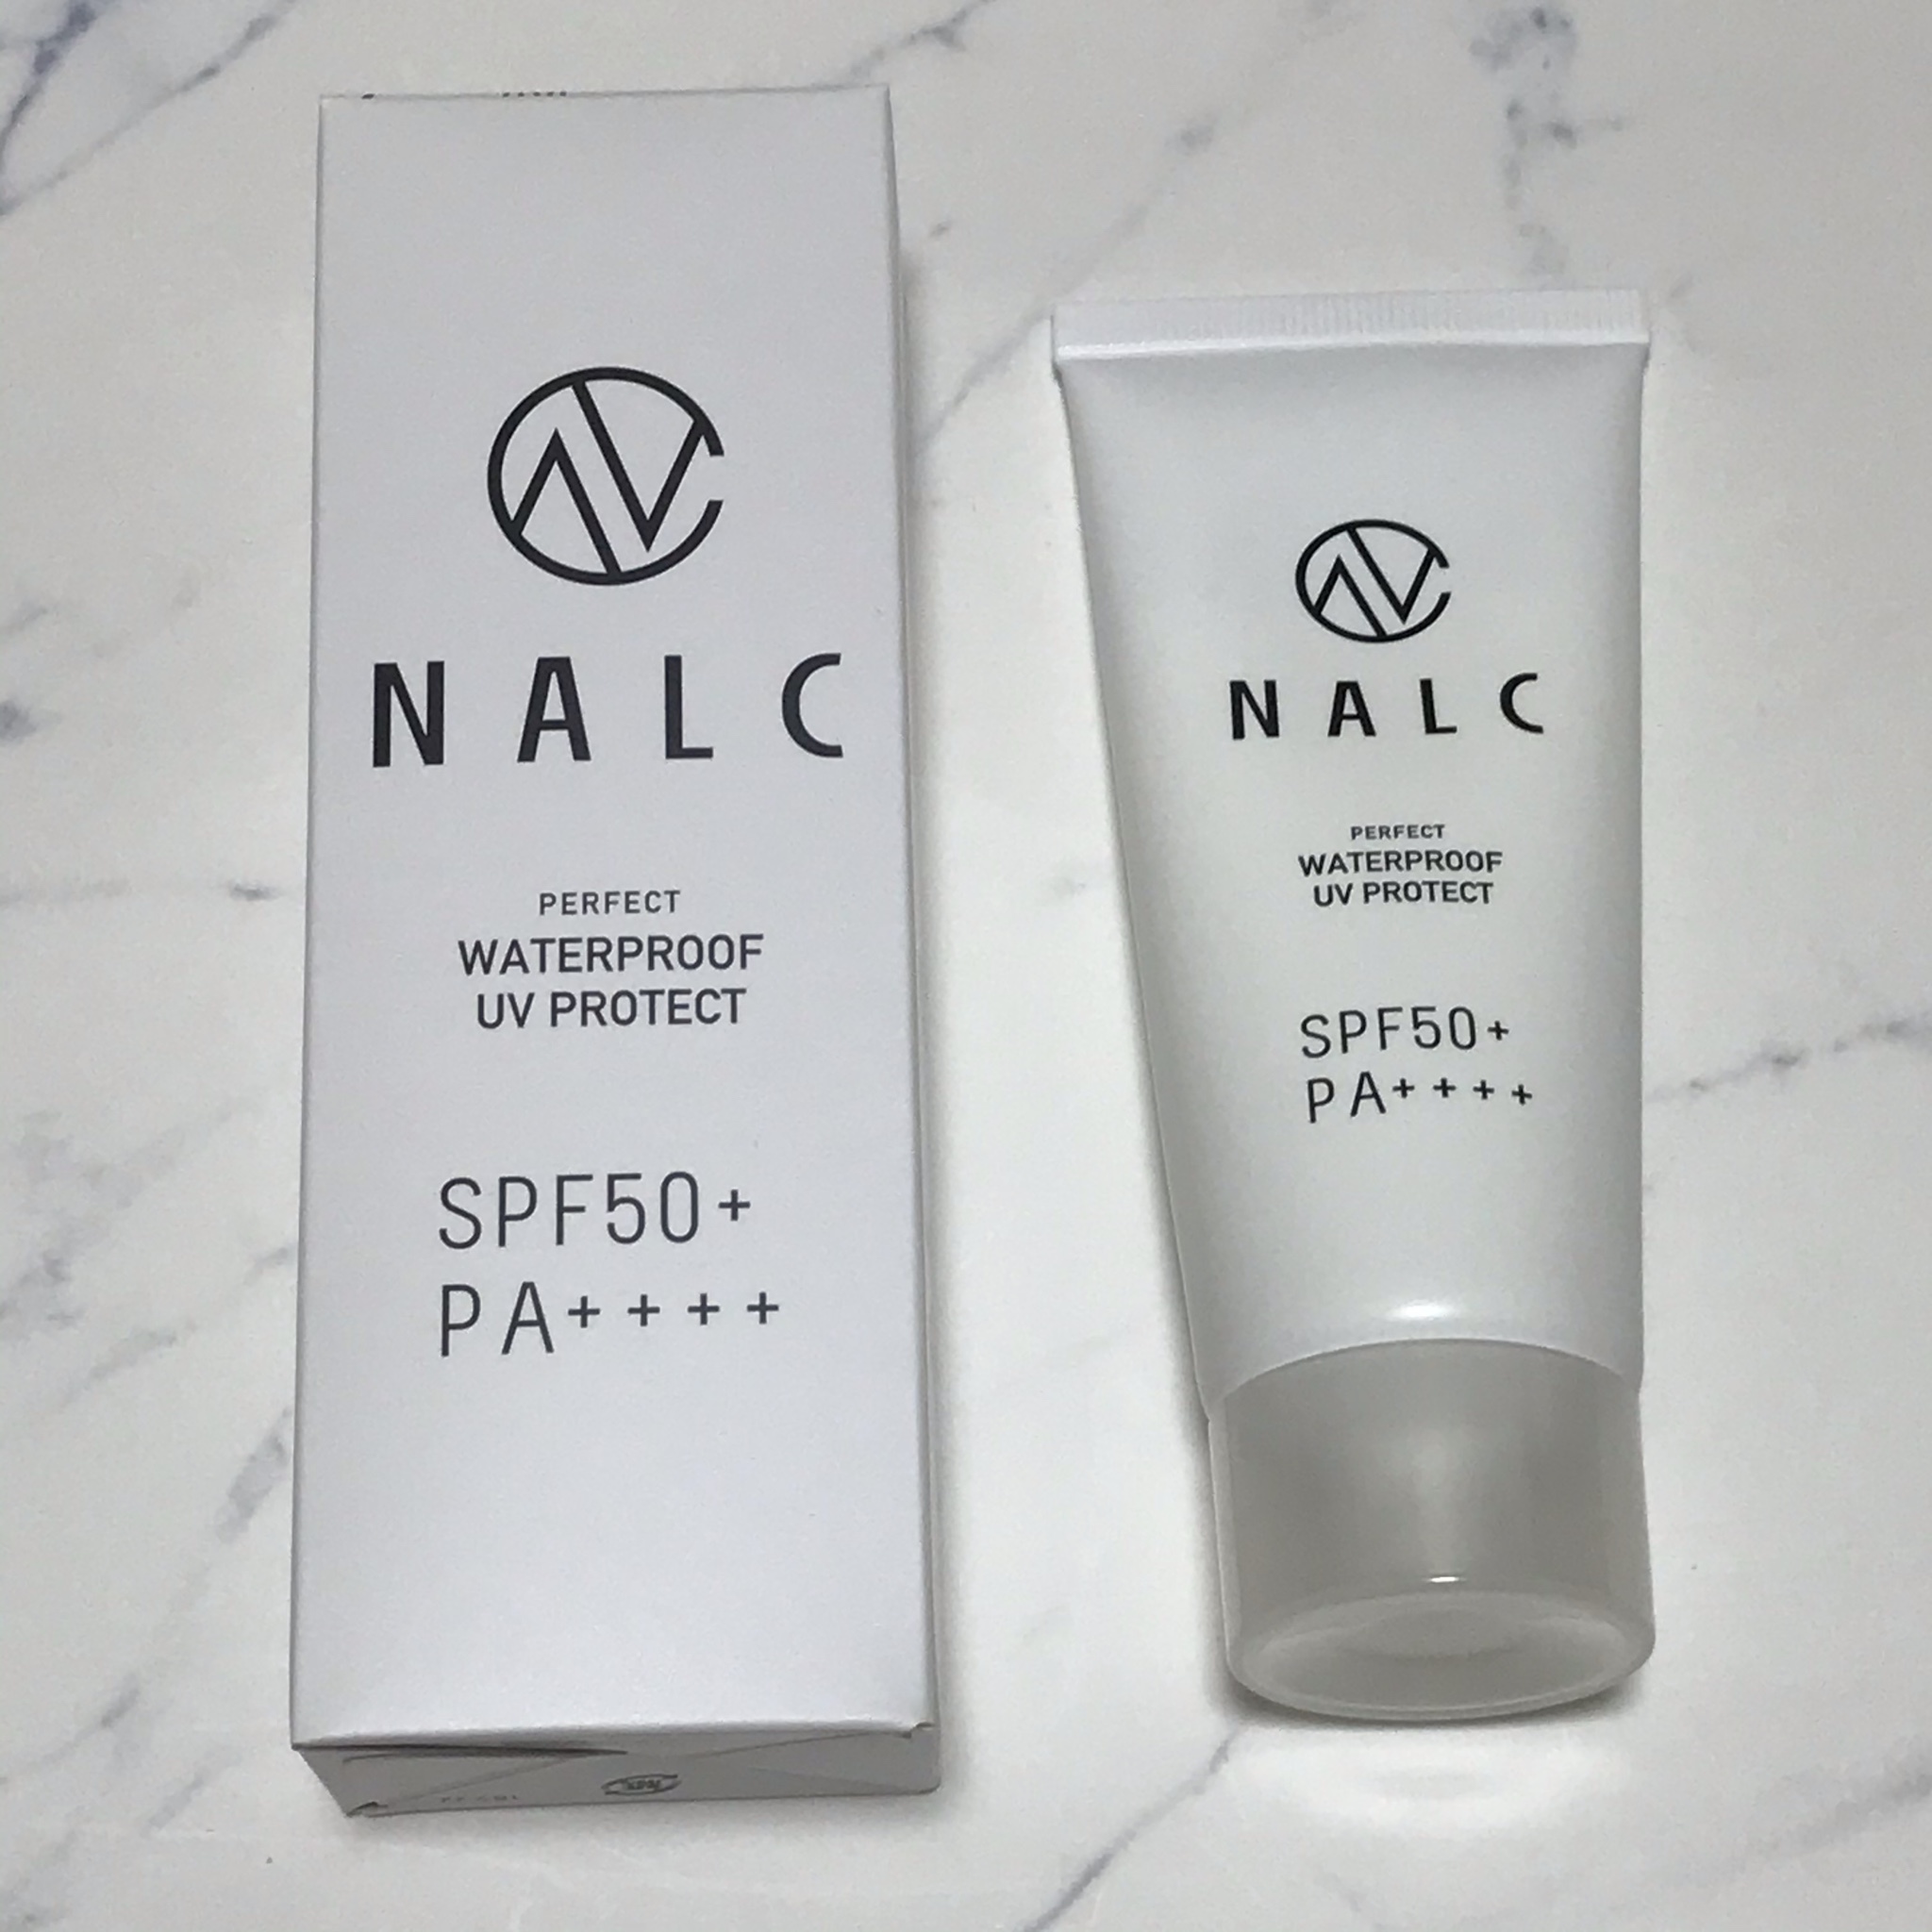 NALC
PERFECT
WATERPROOF
UV PROTECT
SPF50+
PA++++
NALC
PERFECT
WATERPROOF
UV PROTECT
SPF50+
PA++++